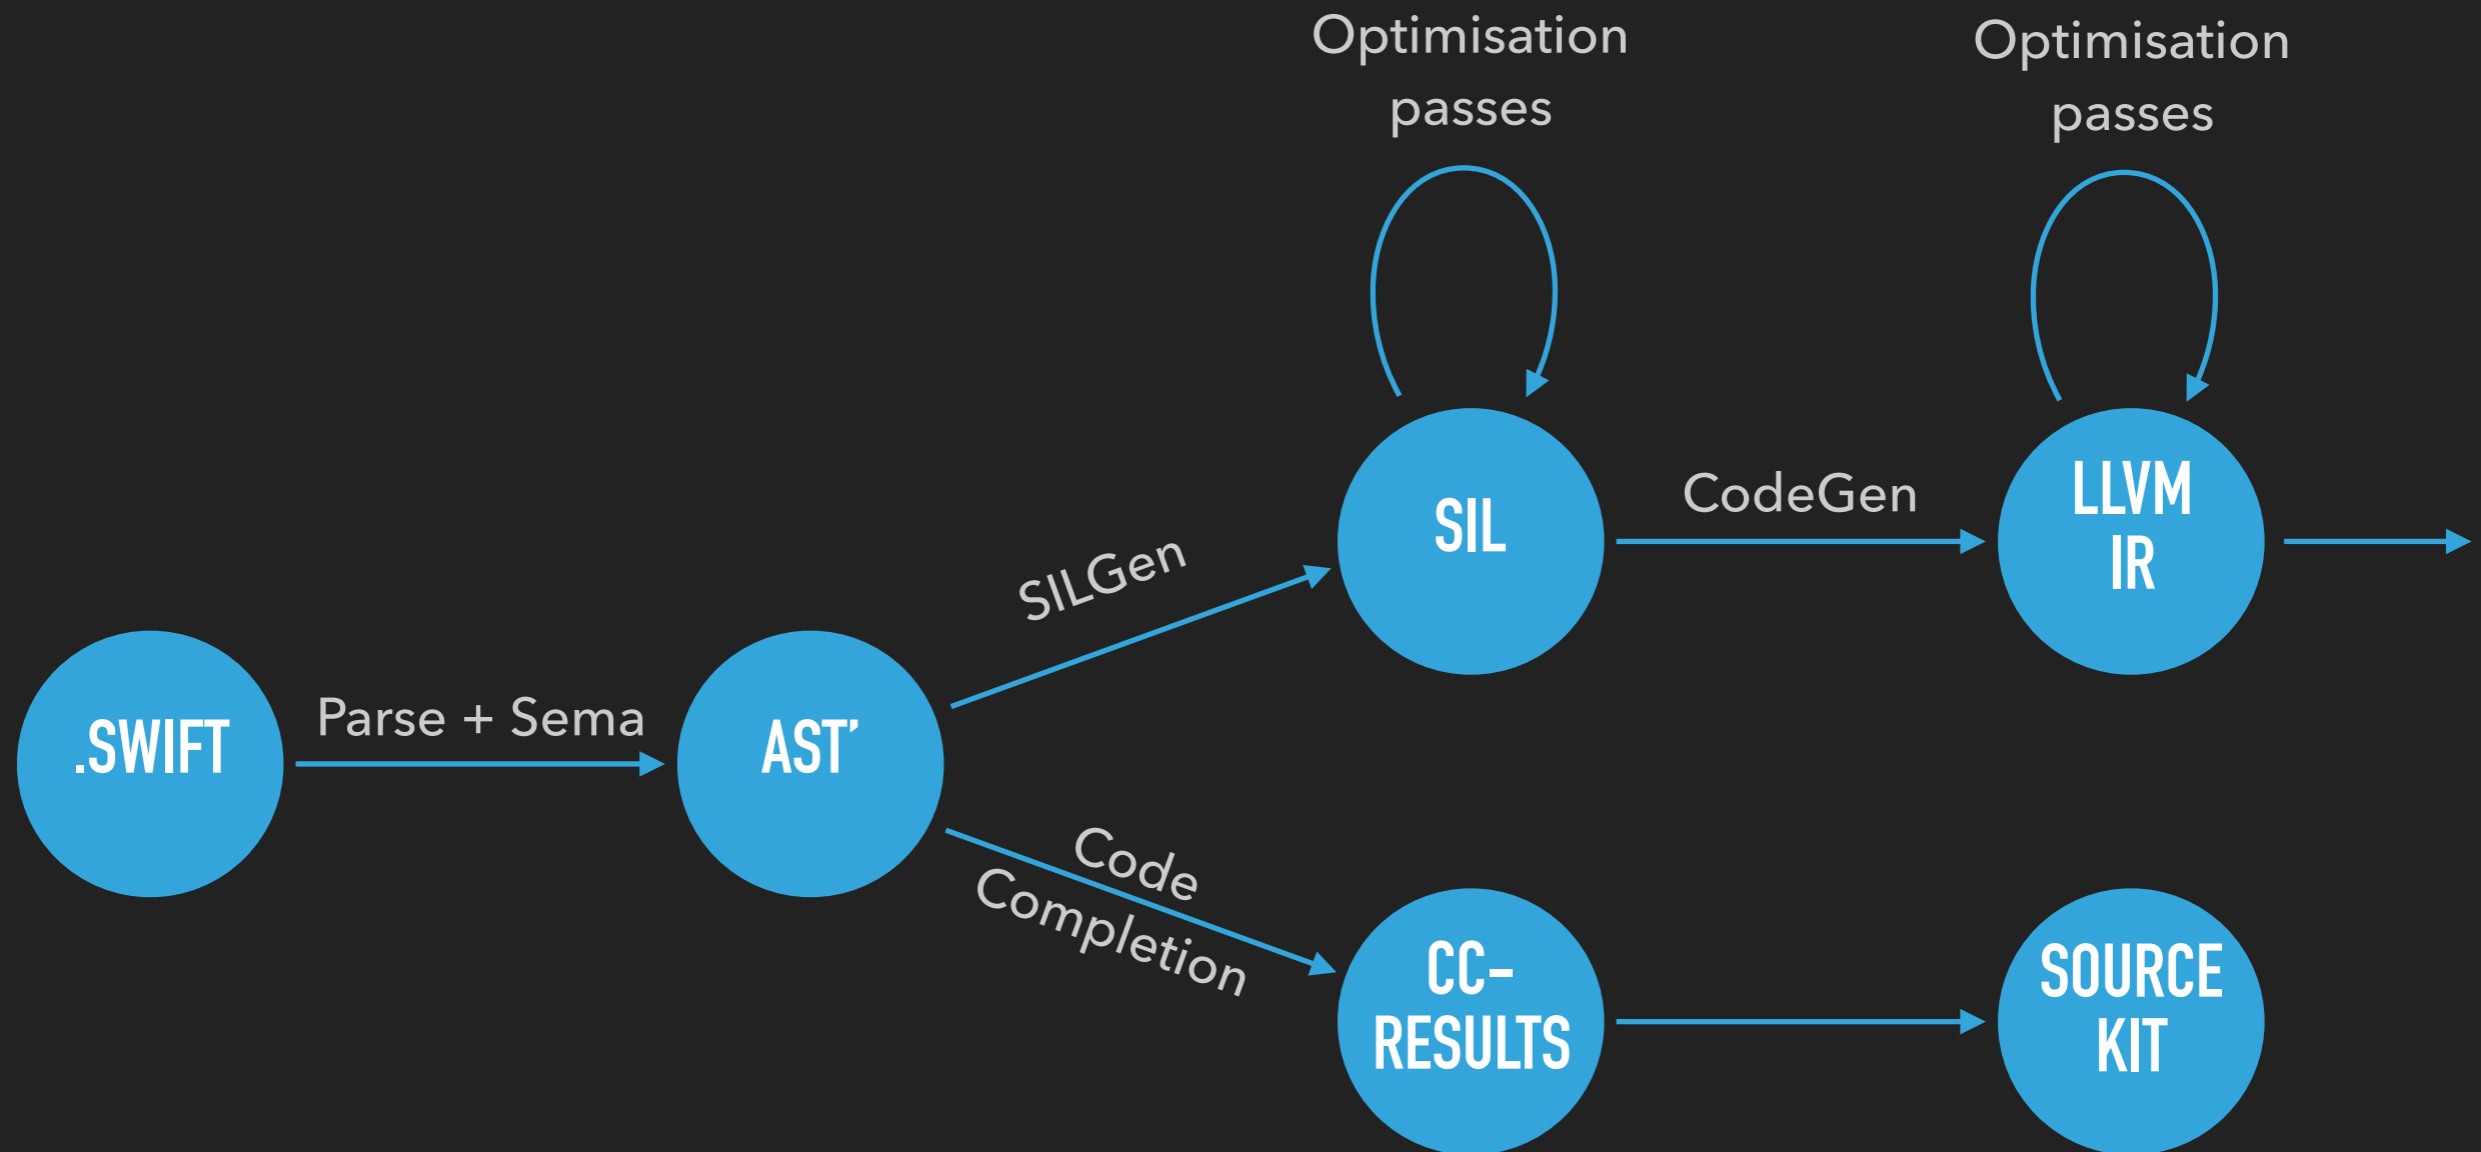 Optimisation
passes
Optimisation
passes
SILGen
SIL
CodeGen
LLVM
IR
.SWIFT
Parse + Sema
AST’
Code
Completion
CC-
RESULTS
SOURCE
KIT